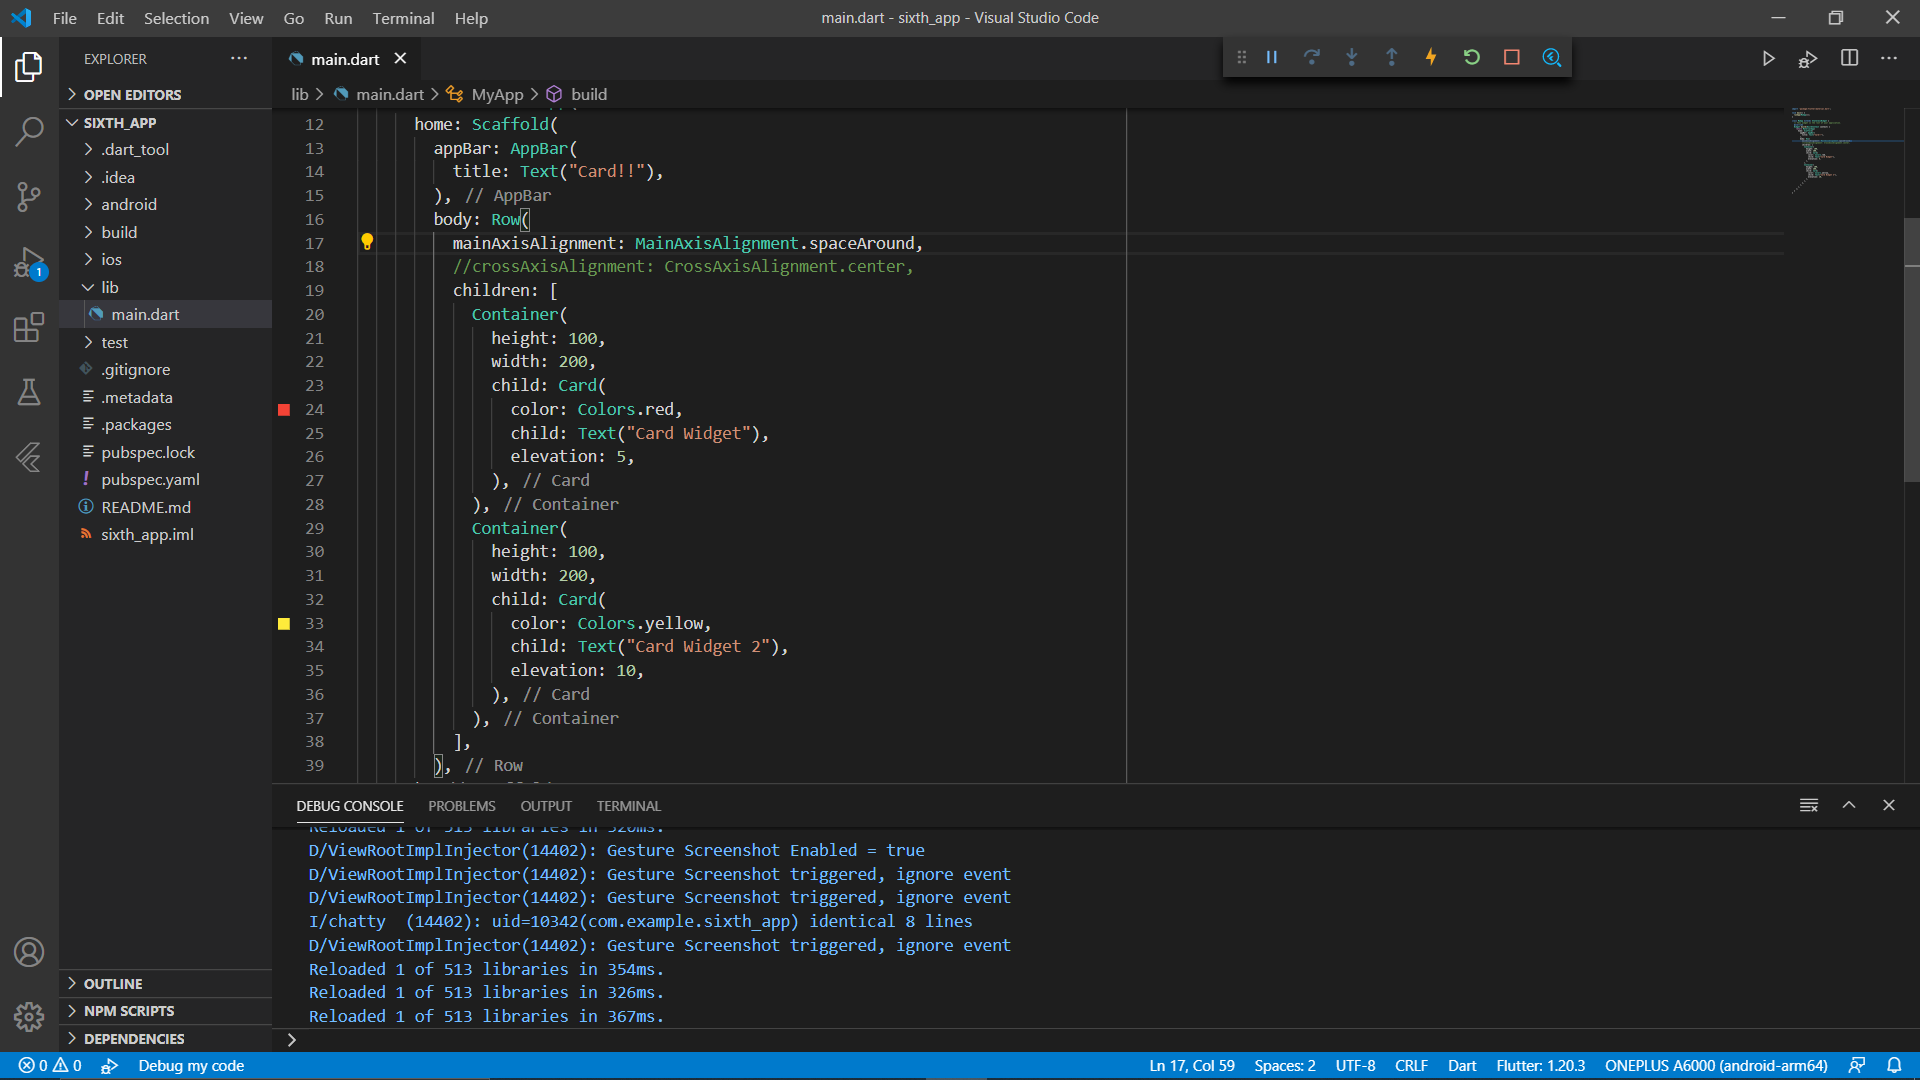 File Edit Selection View Go Run Terminal Help
main.dart - sixth_app - Visual Studio Code
EXPLORER
OPEN EDITORS
SIXTH_APP
.dart_tool
.idea
android
build
ios
lib
main.dart
test
.gitignore
.metadata
.packages
pubspec.lock
! pubspec.yaml
README.md
sixth_app.iml
OUTLINE
NPM SCRIPTS
DEPENDENCIES
1
main.dart
lib > main.dart > MyApp > build
12 home: Scaffold(
13 appBar: AppBar(
14 title: Text("Card!!"),
15 ), // AppBar
16 body: Row(
17 mainAxisAlignment: MainAxisAlignment.spaceAround,
18 //crossAxisAlignment: CrossAxisAlignment.center,
19 children: [
20 Container(
21 height: 100,
22 width: 200,
23 child: Card(
24 color: Colors.red,
25 child: Text("Card Widget"),
26 elevation: 5,
27 ), // Card
28 ), // Container
29 Container(
30 height: 100,
31 width: 200,
32 child: Card(
33 color: Colors.yellow,
34 child: Text("Card Widget 2"),
35 elevation: 10,
36 ), // Card
37 ), // Container
38 ],
39 ), // Row
DEBUG CONSOLE PROBLEMS OUTPUT TERMINAL
Reloaded 1 of 513 libraries in 320ms.
D/ViewRootImplInjector(14402): Gesture Screenshot Enabled = true
D/ViewRootImplInjector(14402): Gesture Screenshot triggered, ignore event
D/ViewRootImplInjector(14402): Gesture Screenshot triggered, ignore event
I/chatty  (14402): uid=10342(com.example.sixth_app) identical 8 lines
D/ViewRootImplInjector(14402): Gesture Screenshot triggered, ignore event
Reloaded 1 of 513 libraries in 354ms.
Reloaded 1 of 513 libraries in 326ms.
Reloaded 1 of 513 libraries in 367ms.
>
0 0 Debug my code Ln 17, Col 59 Spaces: 2 UTF-8 CRLF Dart Flutter: 1.20.3 ONEPLUS A6000 (android-arm64)